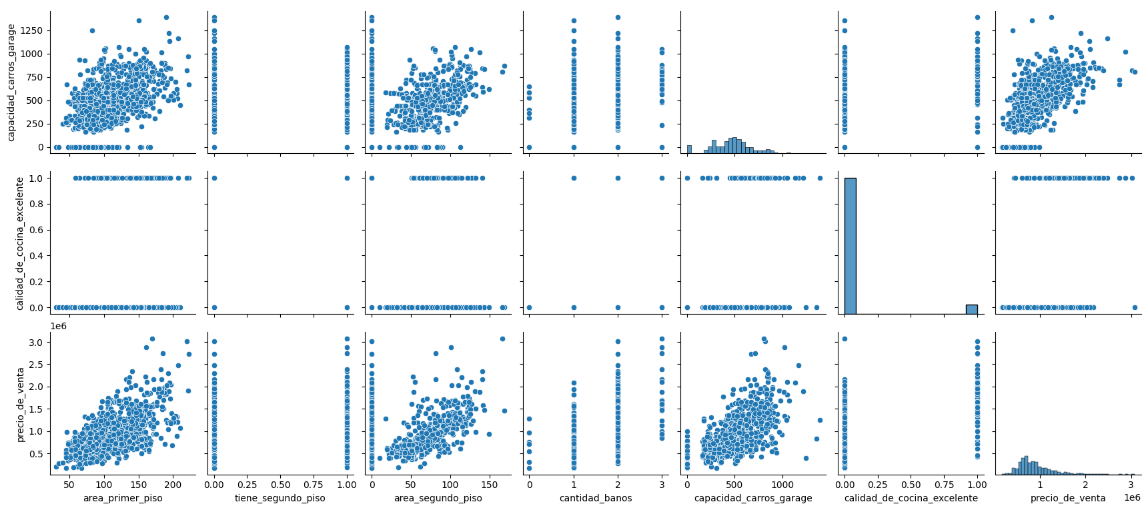 capacidad_carros_garage
1250
1000
750
500
250
0
calidad_de_cocina_excelente
1.0
0.8
0.6
0.4
0.2
0.0
1e6
precio_de_venta
3.0
2.5
2.0
1.5
1.0
0.5
50 100 150 200
area_primer_piso
0.00 0.25 0.50 0.75 1.00
tiene_segundo_piso
0 50 100 150
area_segundo_piso
0 1 2 3
cantidad_banos
0 500 1000
capacidad_carros_garage
0.00 0.25 0.50 0.75 1.00
calidad_de_cocina_excelente
1 2 3
1e6
precio_de_venta